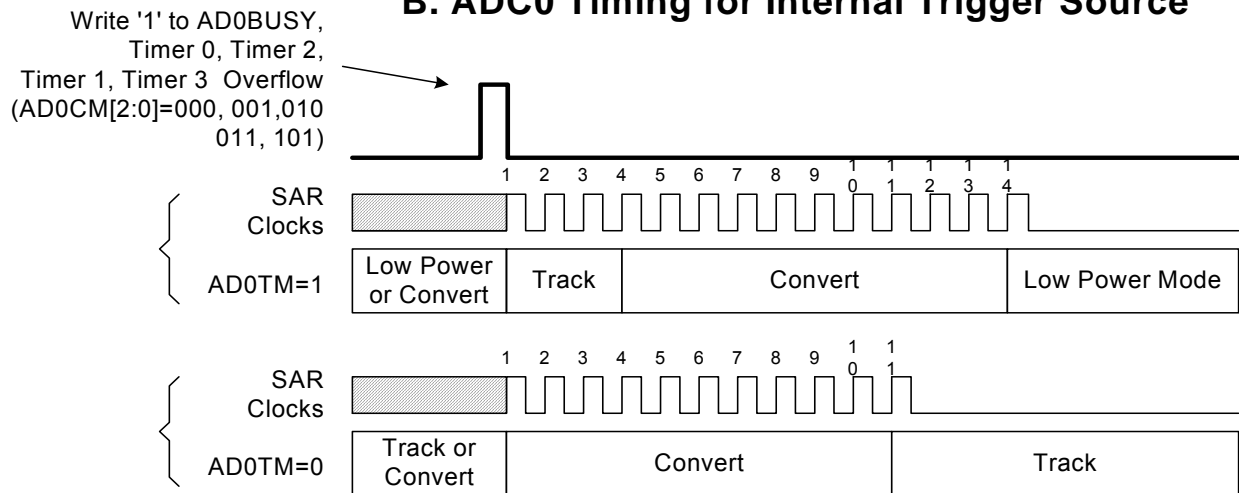 B. ADC0 Timing for Internal Trigger Source
Write '1' to AD0BUSY,
Timer 0, Timer 2,
Timer 1, Timer 3 Overflow
(AD0CM[2:0]=000, 001,010
011, 101)
1 2 3 4 5 6 7 8 9 10 11 12 13 14
SAR
Clocks
AD0TM=1
Low Power
or Convert
Track
Convert
Low Power Mode
1 2 3 4 5 6 7 8 9 10 11
SAR
Clocks
AD0TM=0
Track or
Convert
Convert
Track